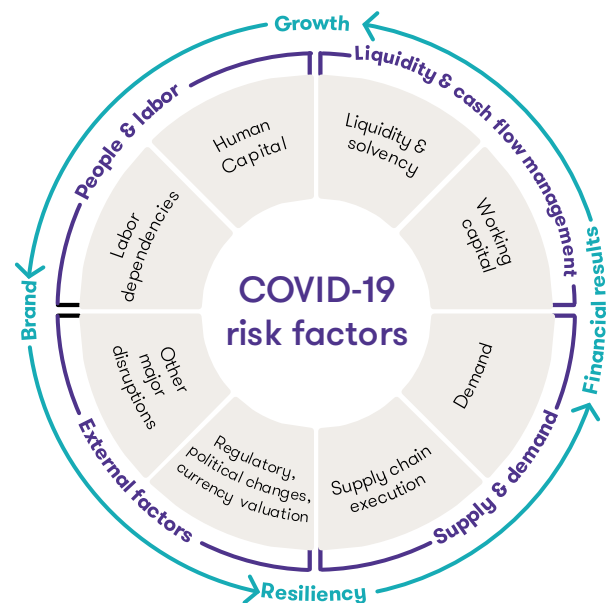 Growth
Liquidity & cash flow management
People & labor
Human
Capital
Liquidity &
solvency
Labor
dependencies
Working
capital
COVID-19
risk factors
Brand
Financial results
Other
major
disruptions
Demand
Regulatory,
political changes,
currency valuation
Supply chain
execution
External factors
Supply & demand
Resiliency